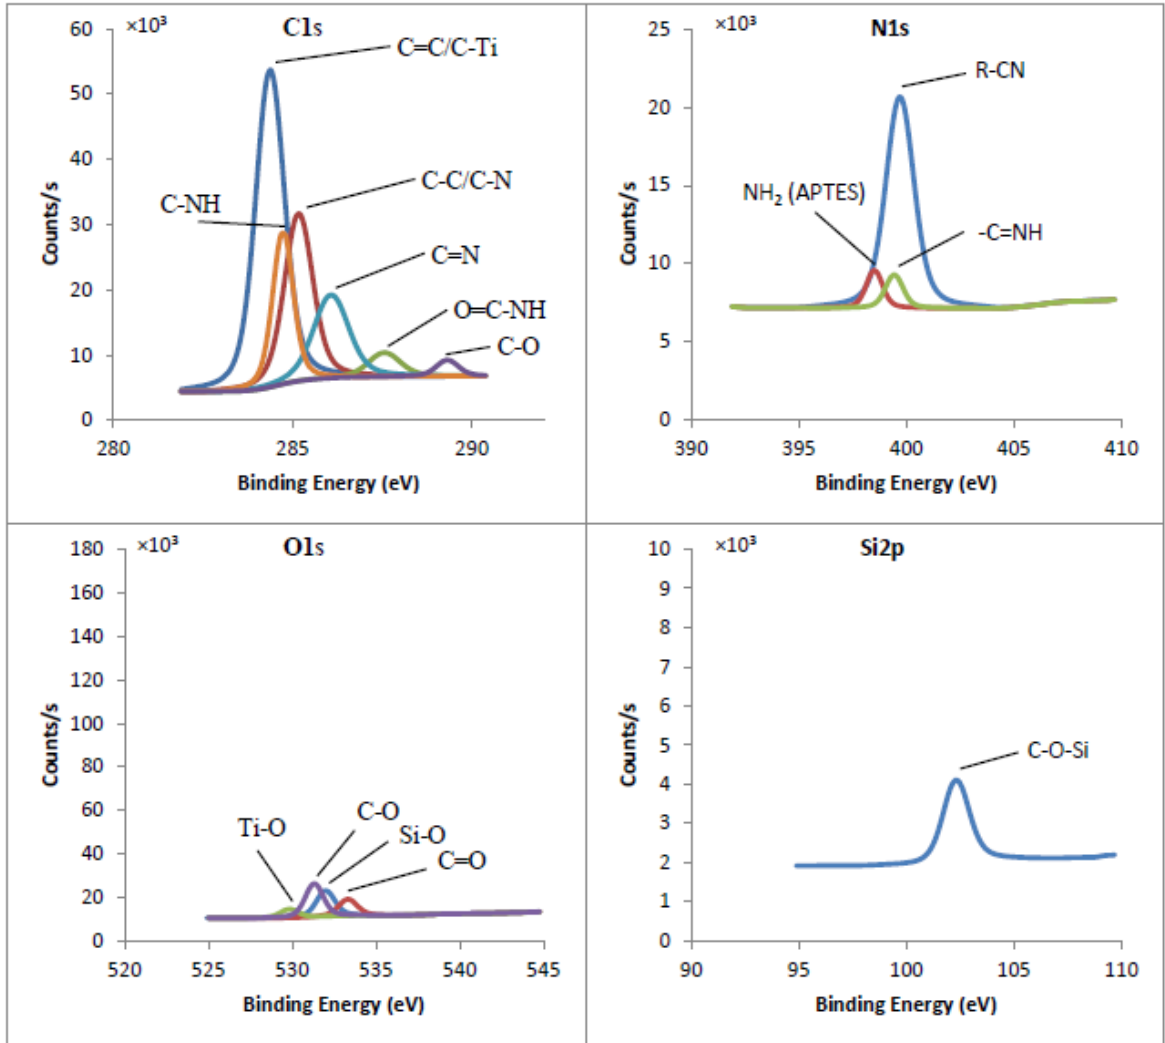 C1s
×10³
60
50
40
30
20
10
0
280
285
290
Counts/s
Binding Energy (eV)
C=C/C-Ti
C-C/C-N
C-NH
C=N
O=C-NH
C-O
N1s
×10³
25
20
15
10
5
0
390
395
400
405
410
Counts/s
Binding Energy (eV)
R-CN
NH₂ (APTES)
-C=NH
O1s
×10³
180
160
140
120
100
80
60
40
20
0
520
525
530
535
540
545
Counts/s
Binding Energy (eV)
Ti-O
C-O
Si-O
C=O
Si2p
×10³
10
9
8
7
6
5
4
3
2
1
0
90
95
100
105
110
Counts/s
Binding Energy (eV)
C-O-Si